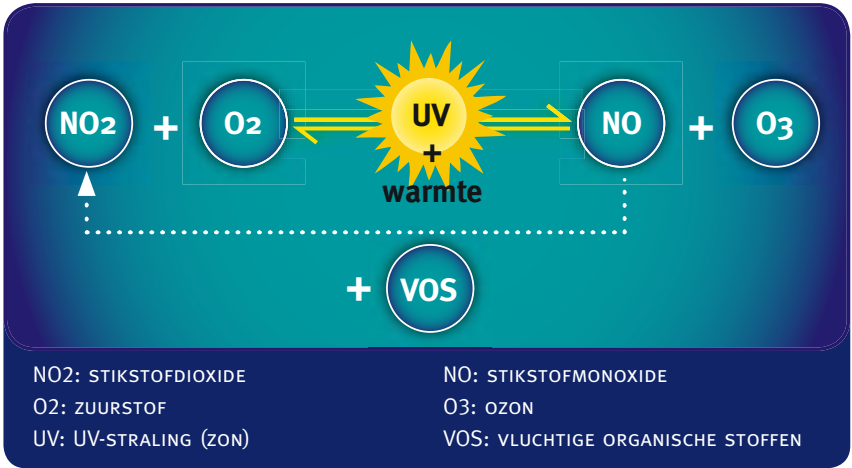 NO2 + O2 UV NO + O3
+
warmte
+ VOS
NO2: STIKSTOFDIOXIDE
O2: ZUURSTOF
UV: UV-STRALING (ZON)
NO: STIKSTOFMONOXIDE
O3: OZON
VOS: VLUCHTIGE ORGANISCHE STOFFEN